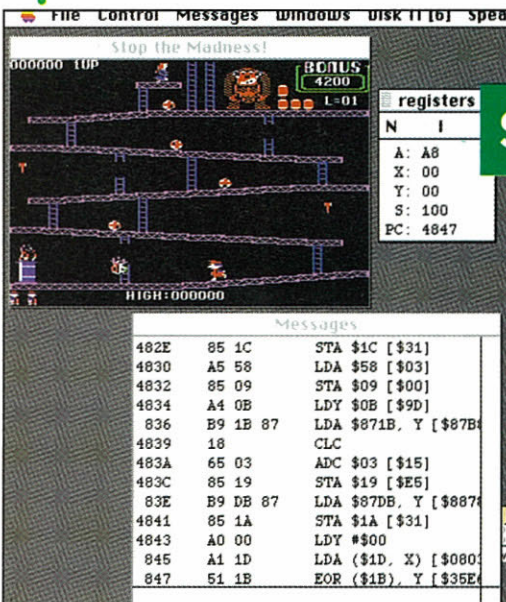 File Control Messages Windows Disk II [6] Spea
Stop the Madness!
000000 1UP
BONUS
4200
L=01
HIGH:000000
registers
N I
A: A8
X: 00
Y: 00
S: 100
PC: 4847
Messages
482E 85 1C STA $1C [$31]
4830 A5 58 LDA $58 [$03]
4832 85 09 STA $09 [$00]
4834 A4 0B LDY $0B [$9D]
836 B9 1B 87 LDA $871B, Y [$87B8
4839 18 CLC
483A 65 03 ADC $03 [$15]
483C 85 19 STA $19 [$E5]
83E B9 DB 87 LDA $87DB, Y [$8878
4841 85 1A STA $1A [$31]
4843 A0 00 LDY #$00
845 A1 1D LDA ($1D, X) [$0803
847 51 1B EOR ($1B), Y [$35E6